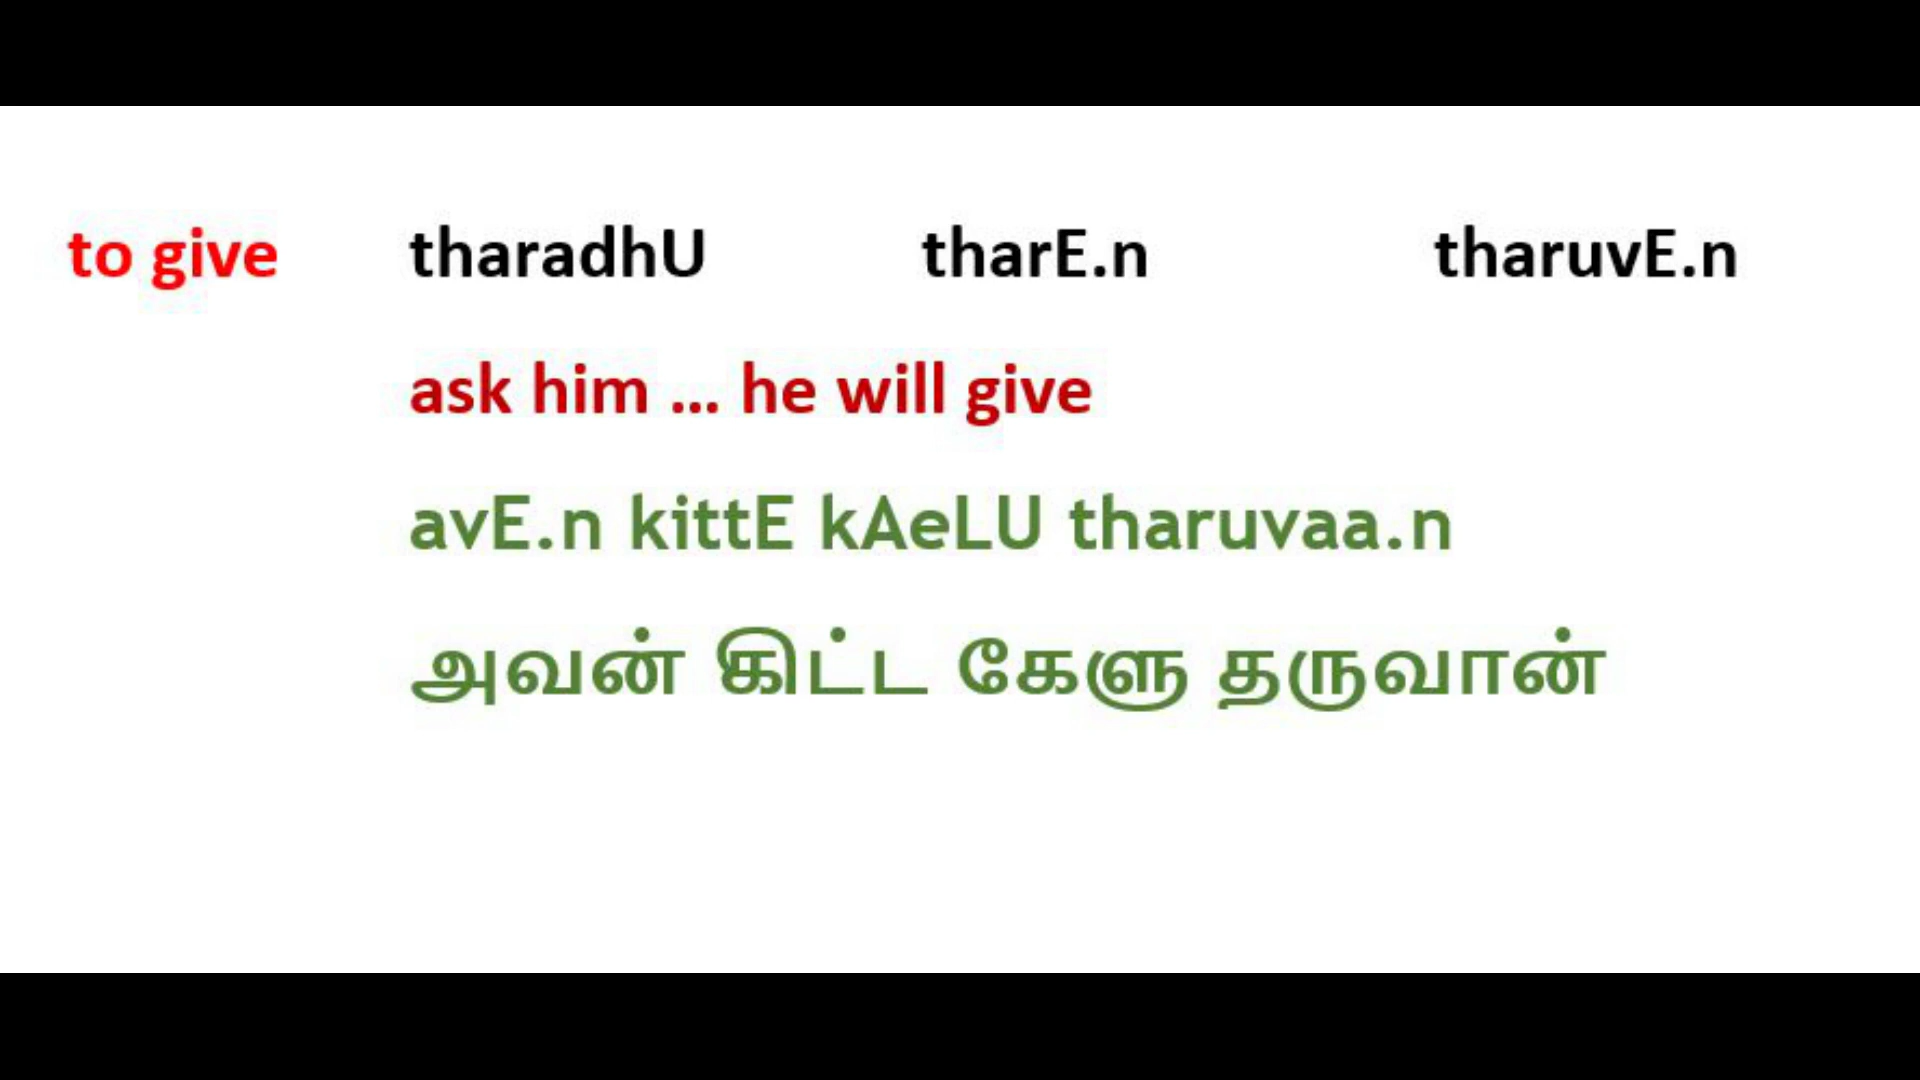 to give tharadhU tharE.n tharuvE.n
ask him ... he will give
avE.n kittE kAeLU tharuvaa.n
அவன் கிட்ட கேளு தருவான்